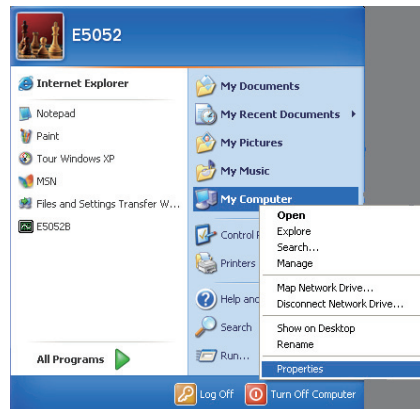 E5052
Internet Explorer
Notepad
Paint
Tour Windows XP
MSN
Files and Settings Transfer W...
E5052B
All Programs
My Documents
My Recent Documents
My Pictures
My Music
My Computer
Control
Printers
Help and
Search
Run...
Open
Explore
Search...
Manage
Map Network Drive...
Disconnect Network Drive...
Show on Desktop
Rename
Properties
Log Off
Turn Off Computer